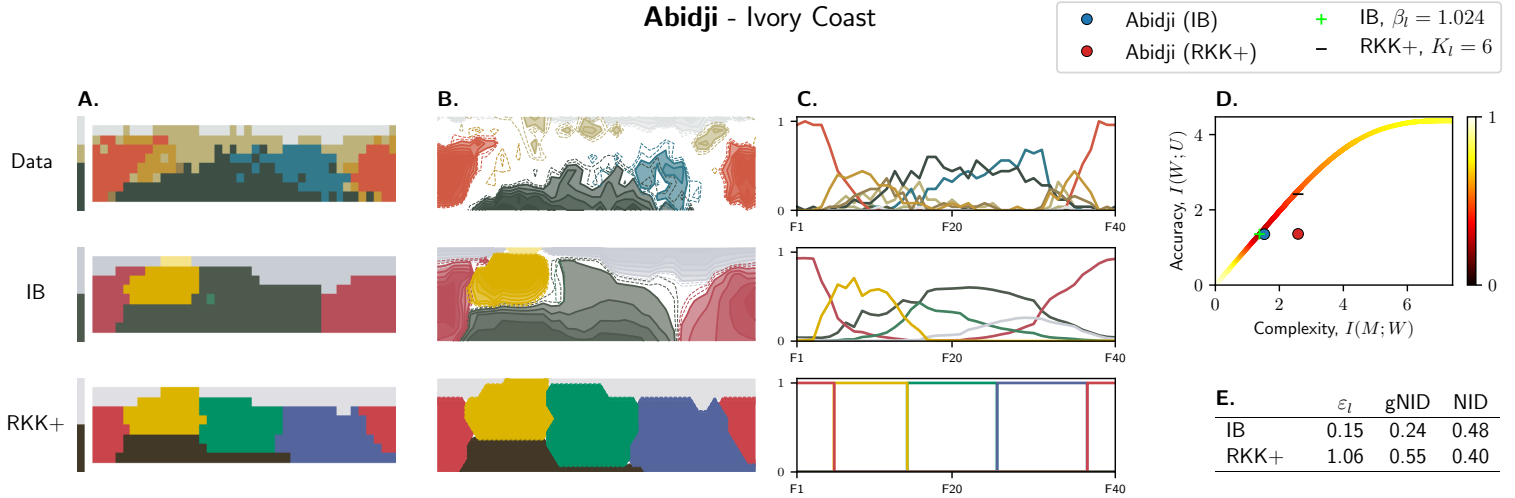 Abidji - Ivory Coast
Abidji (IB)
Abidji (RKK+)
IB, βl = 1.024
RKK+, Kl = 6
A.
B.
C.
D.
Data
IB
RKK+
1
0
F1
F20
F40
1
0
F1
F20
F40
1
0
F1
F20
F40
Accuracy, I(W; U)
4
2
0
0
2
4
6
Complexity, I(M; W)
1
0
E.
εl gNID NID
IB 0.15 0.24 0.48
RKK+ 1.06 0.55 0.40